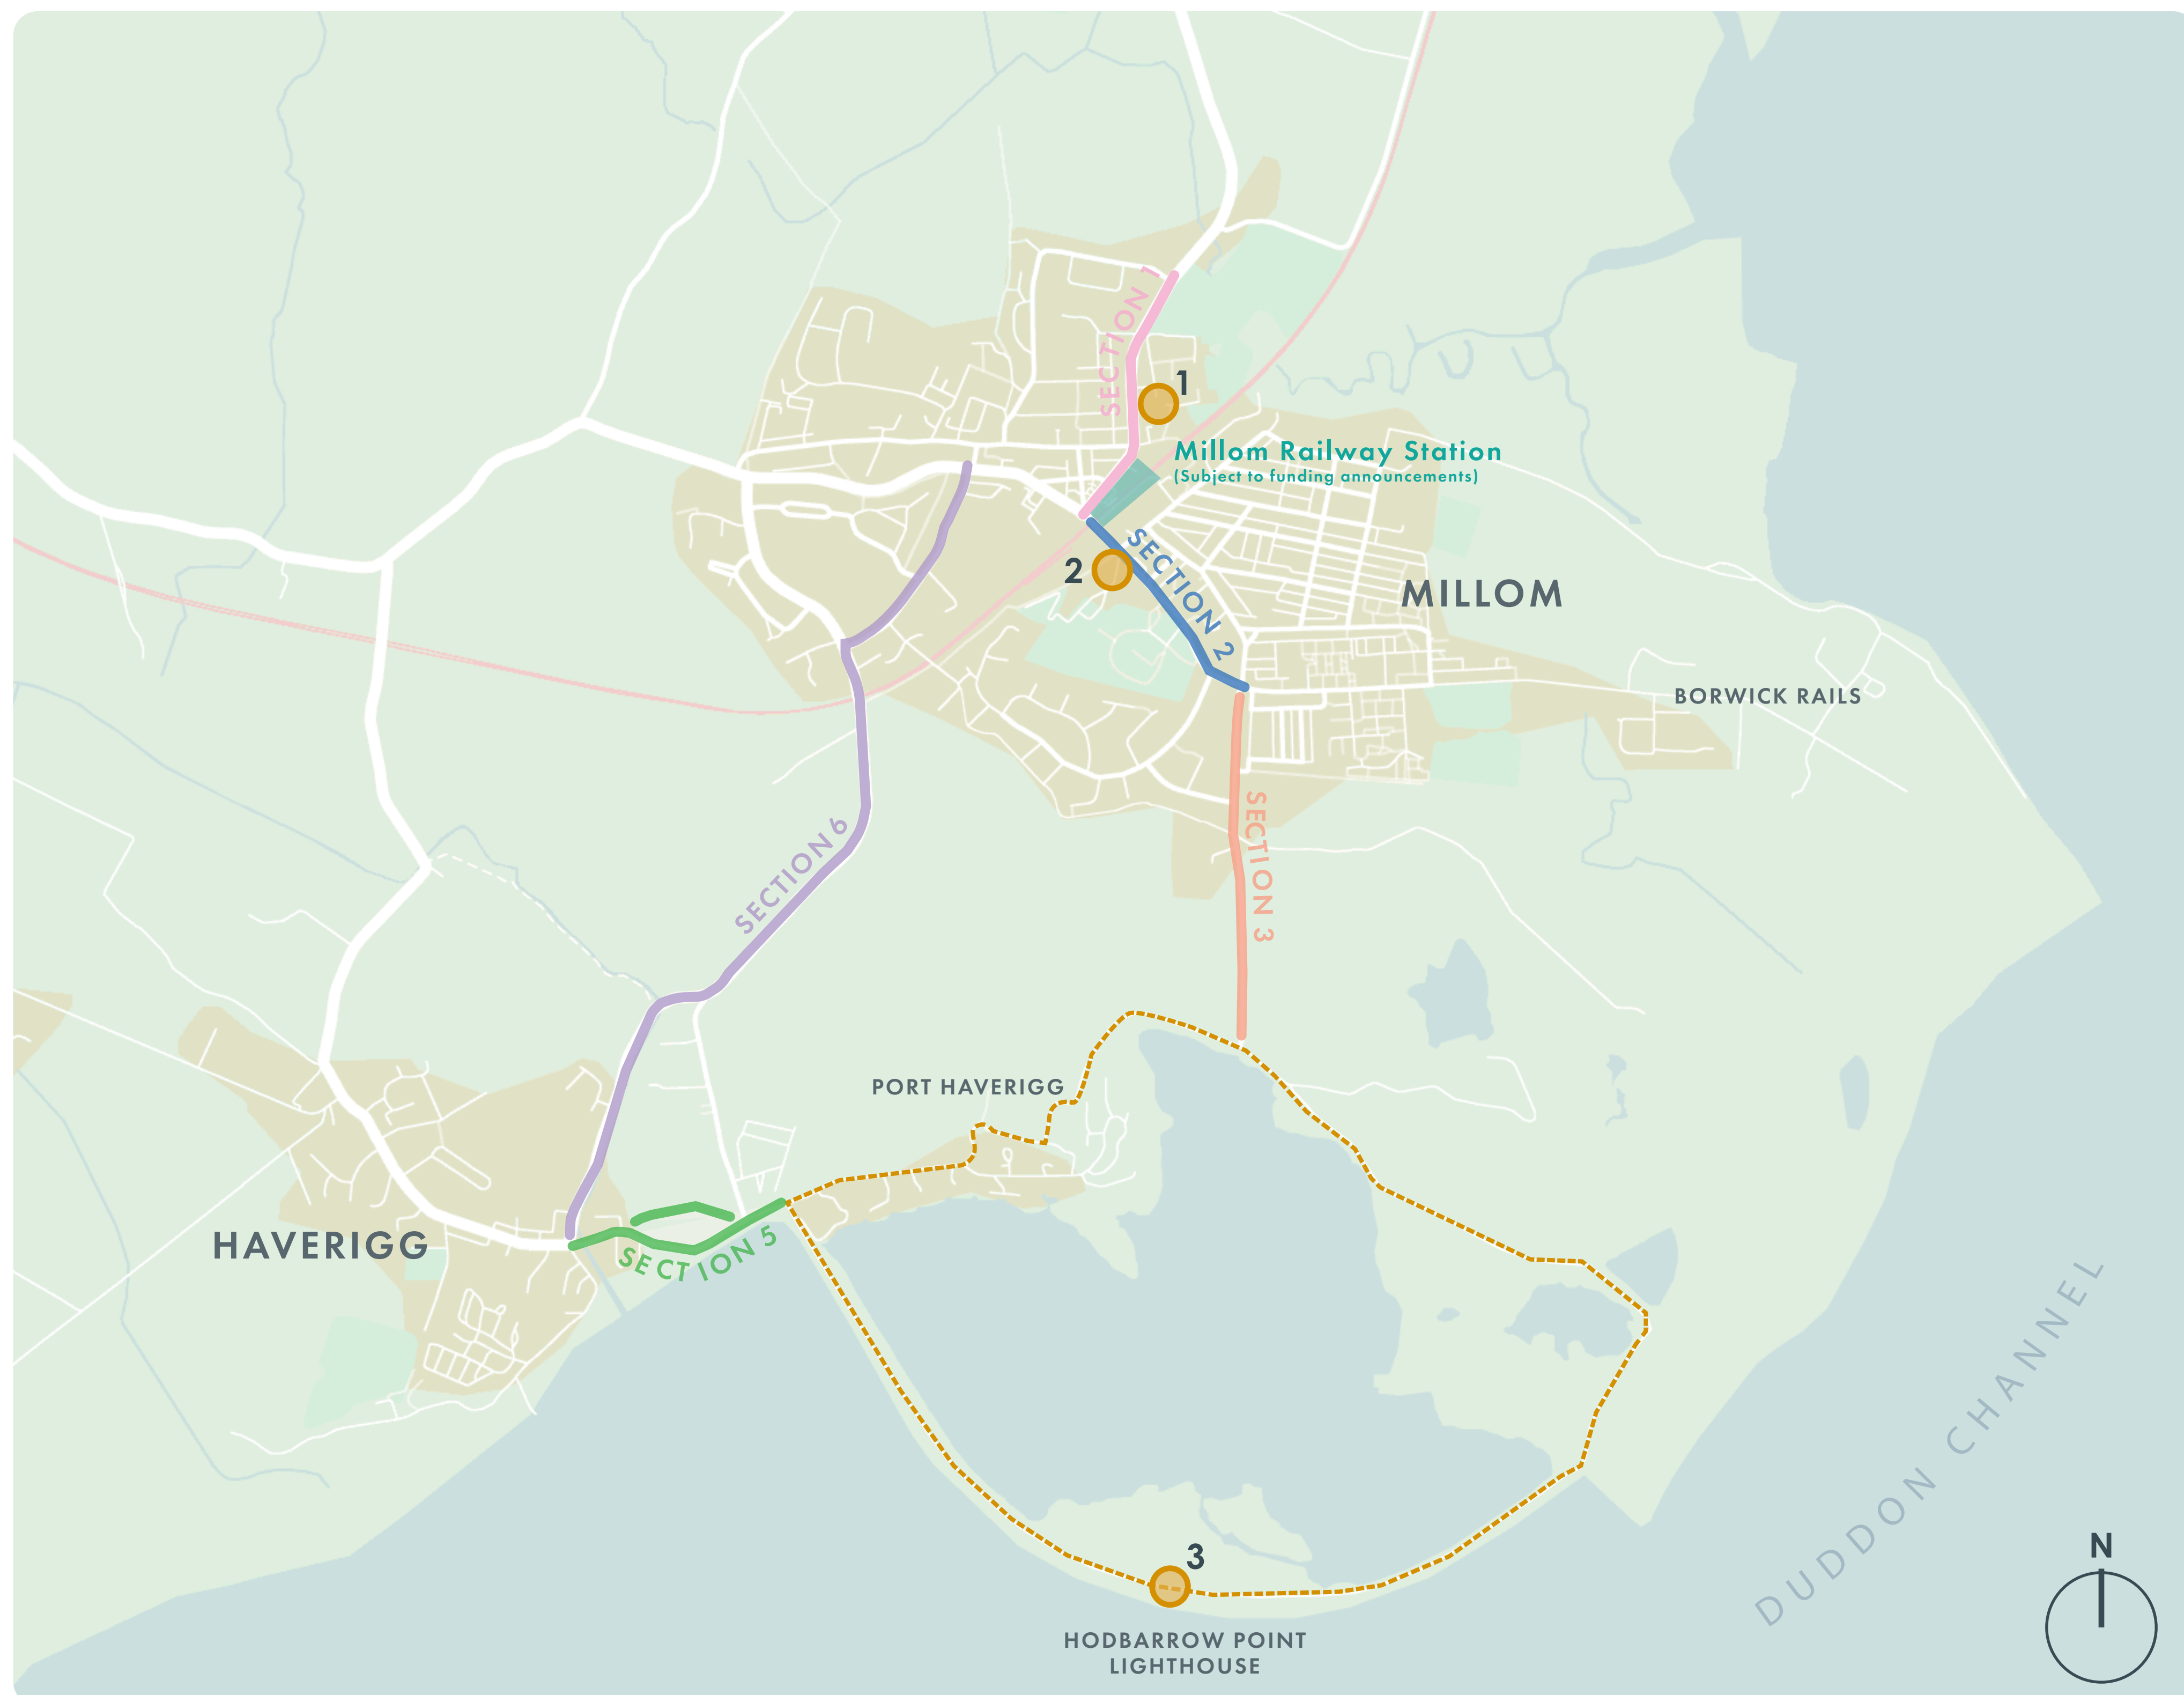 SECTION 1
1
Millom Railway Station
(Subject to funding announcements)
SECTION 2
2
MILLOM
BORWICK RAILS
SECTION 3
SECTION 6
PORT HAVERIGG
HAVERIGG
SECTION 5
DUDDON CHANNEL
3
HODBARROW POINT
LIGHTHOUSE
N